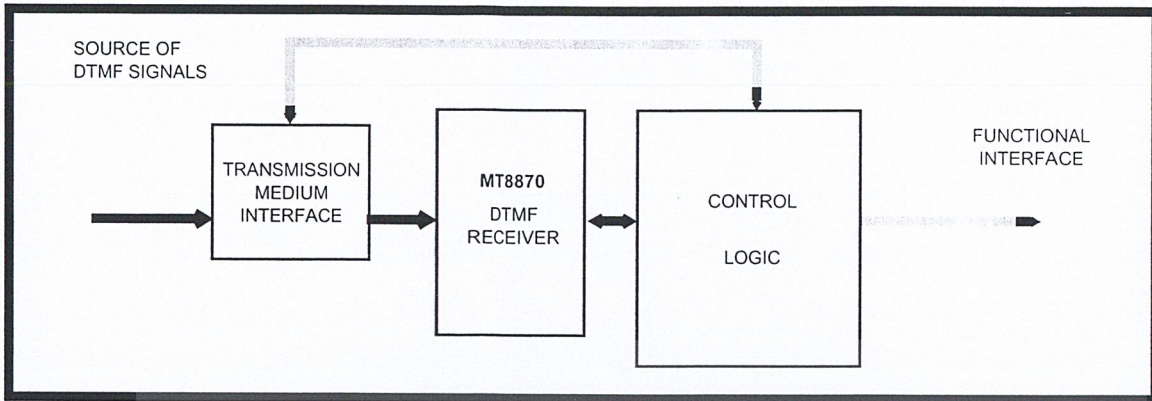 SOURCE OF
DTMF SIGNALS
TRANSMISSION
MEDIUM
INTERFACE
MT8870
DTMF
RECEIVER
CONTROL
LOGIC
FUNCTIONAL
INTERFACE